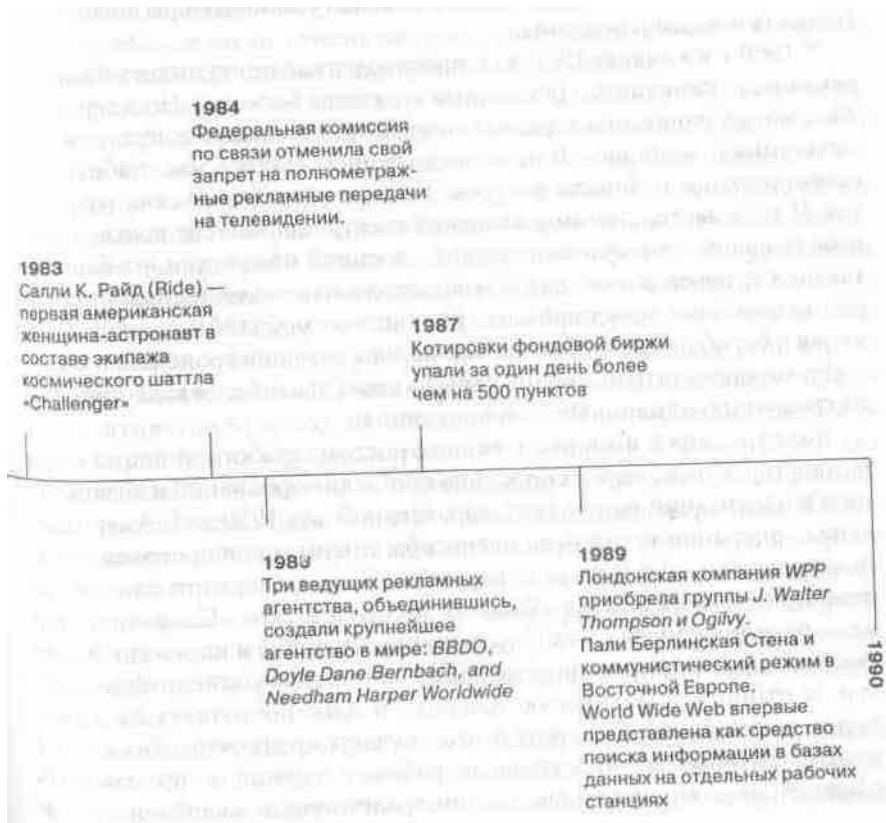 1984
Федеральная комиссия
по связи отменила свой
запрет на полнометраж-
ные рекламные передачи
на телевидении.
1983
Салли К. Райд (Ride) —
первая американская
женщина-астронавт в
составе экипажа
космического шаттла
«Challenger»
1987
Котировки фондовой биржи
упали за один день более
чем на 500 пунктов
Три ведущих рекламных
агентства, объединившись,
создали крупнейшее
агентство в мире: BBDO,
Doyle Dane Bernbach, and
Needham Harper Worldwide
1989
Лондонская компания WPP
приобрела группы J. Walter
Thompson и Ogilvy.
Пали Берлинская Стена и
коммунистический режим в
Восточной Европе.
World Wide Web впервые
представлена как средство
поиска информации в базах
данных на отдельных рабочих
станциях
1990